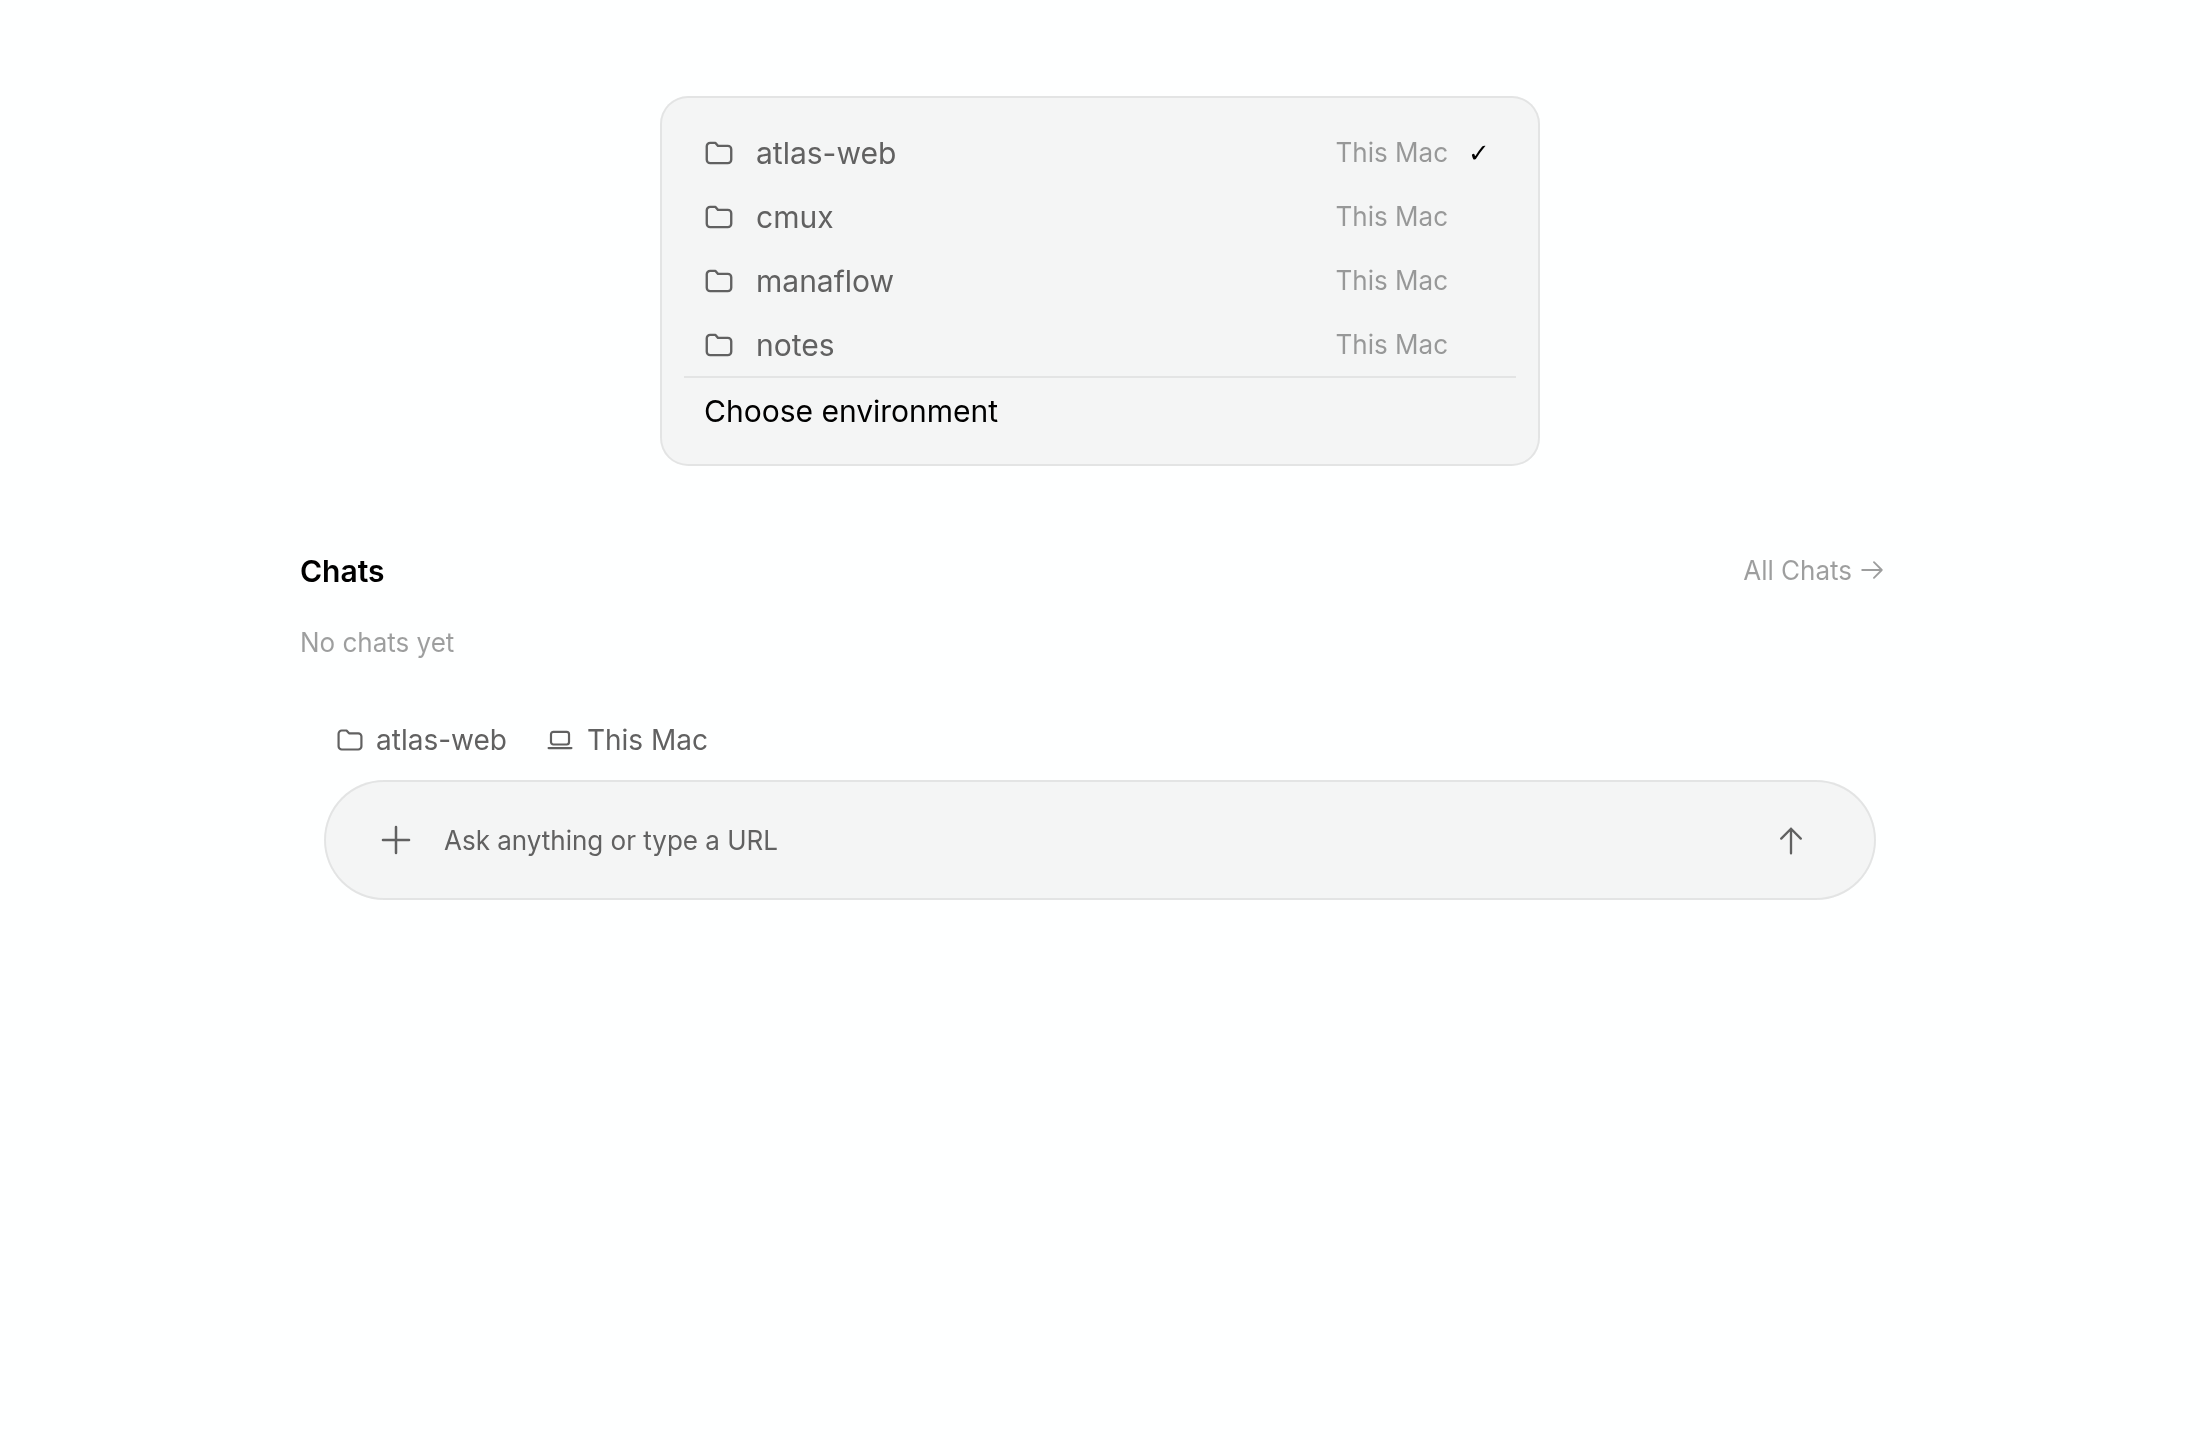 atlas-web This Mac ✓
cmux This Mac
manaflow This Mac
notes This Mac
Choose environment
Chats All Chats →
No chats yet
atlas-web This Mac
Ask anything or type a URL